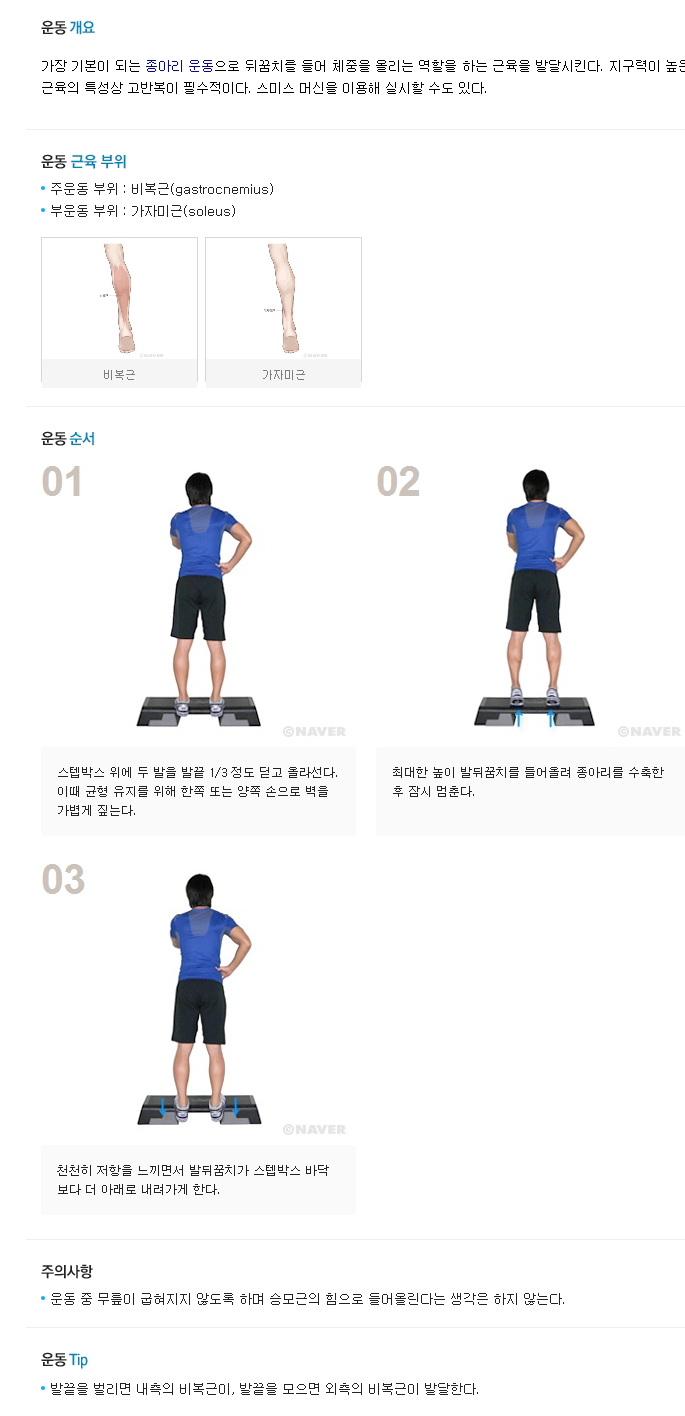 운동 개요
가장 기본이 되는 종아리 운동으로 뒤꿈치를 들어 체중을 올리는 역할을 하는 근육을 발달시킨다. 지구력이 높은
근육의 특성상 고반복이 필수적이다. 스미스 머신을 이용해 실시할 수도 있다.
운동 근육 부위
• 주운동 부위 : 비복근(gastrocnemius)
• 부운동 부위 : 가자미근(soleus)
비복근
가자미근
운동 순서
01
02
©NAVER
©NAVER
스텝박스 위에 두 발을 발끝 1/3 정도 딛고 올라선다.
이때 균형 유지를 위해 한쪽 또는 양쪽 손으로 벽을
가볍게 짚는다.
최대한 높이 발뒤꿈치를 들어올려 종아리를 수축한
후 잠시 멈춘다.
03
©NAVER
천천히 저항을 느끼면서 발뒤꿈치가 스텝박스 바닥
보다 더 아래로 내려가게 한다.
주의사항
• 운동 중 무릎이 굽혀지지 않도록 하며 승모근의 힘으로 들어올린다는 생각은 하지 않는다.
운동 Tip
• 발끝을 벌리면 내측의 비복근이, 발끝을 모으면 외측의 비복근이 발달한다.